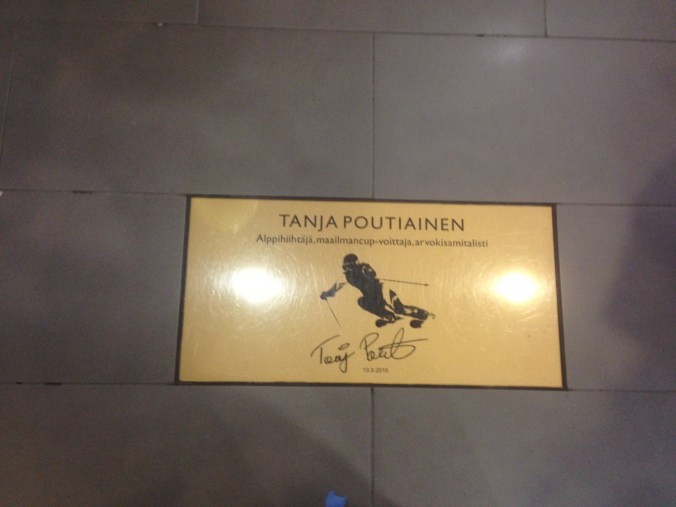 TANJA POUTIAINEN
Alppihiihtäjä, maailmancup-voittaja, arvokisamitalisti